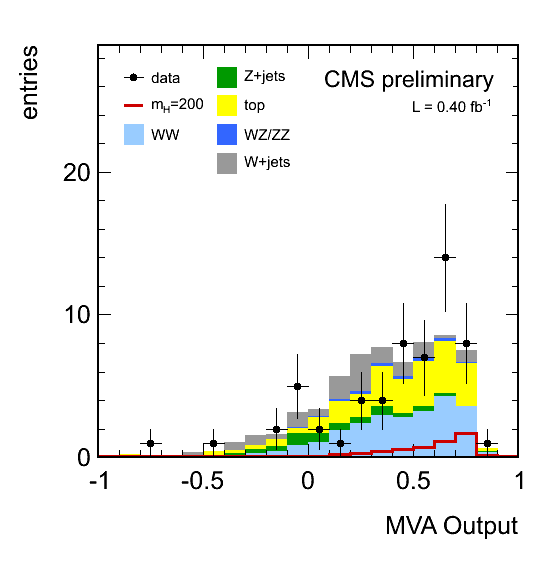 entries
CMS preliminary
L = 0.40 fb⁻¹
data
m_H=200
WW
Z+jets
top
WZ/ZZ
W+jets
20
10
0
-1 -0.5 0 0.5 1
MVA Output